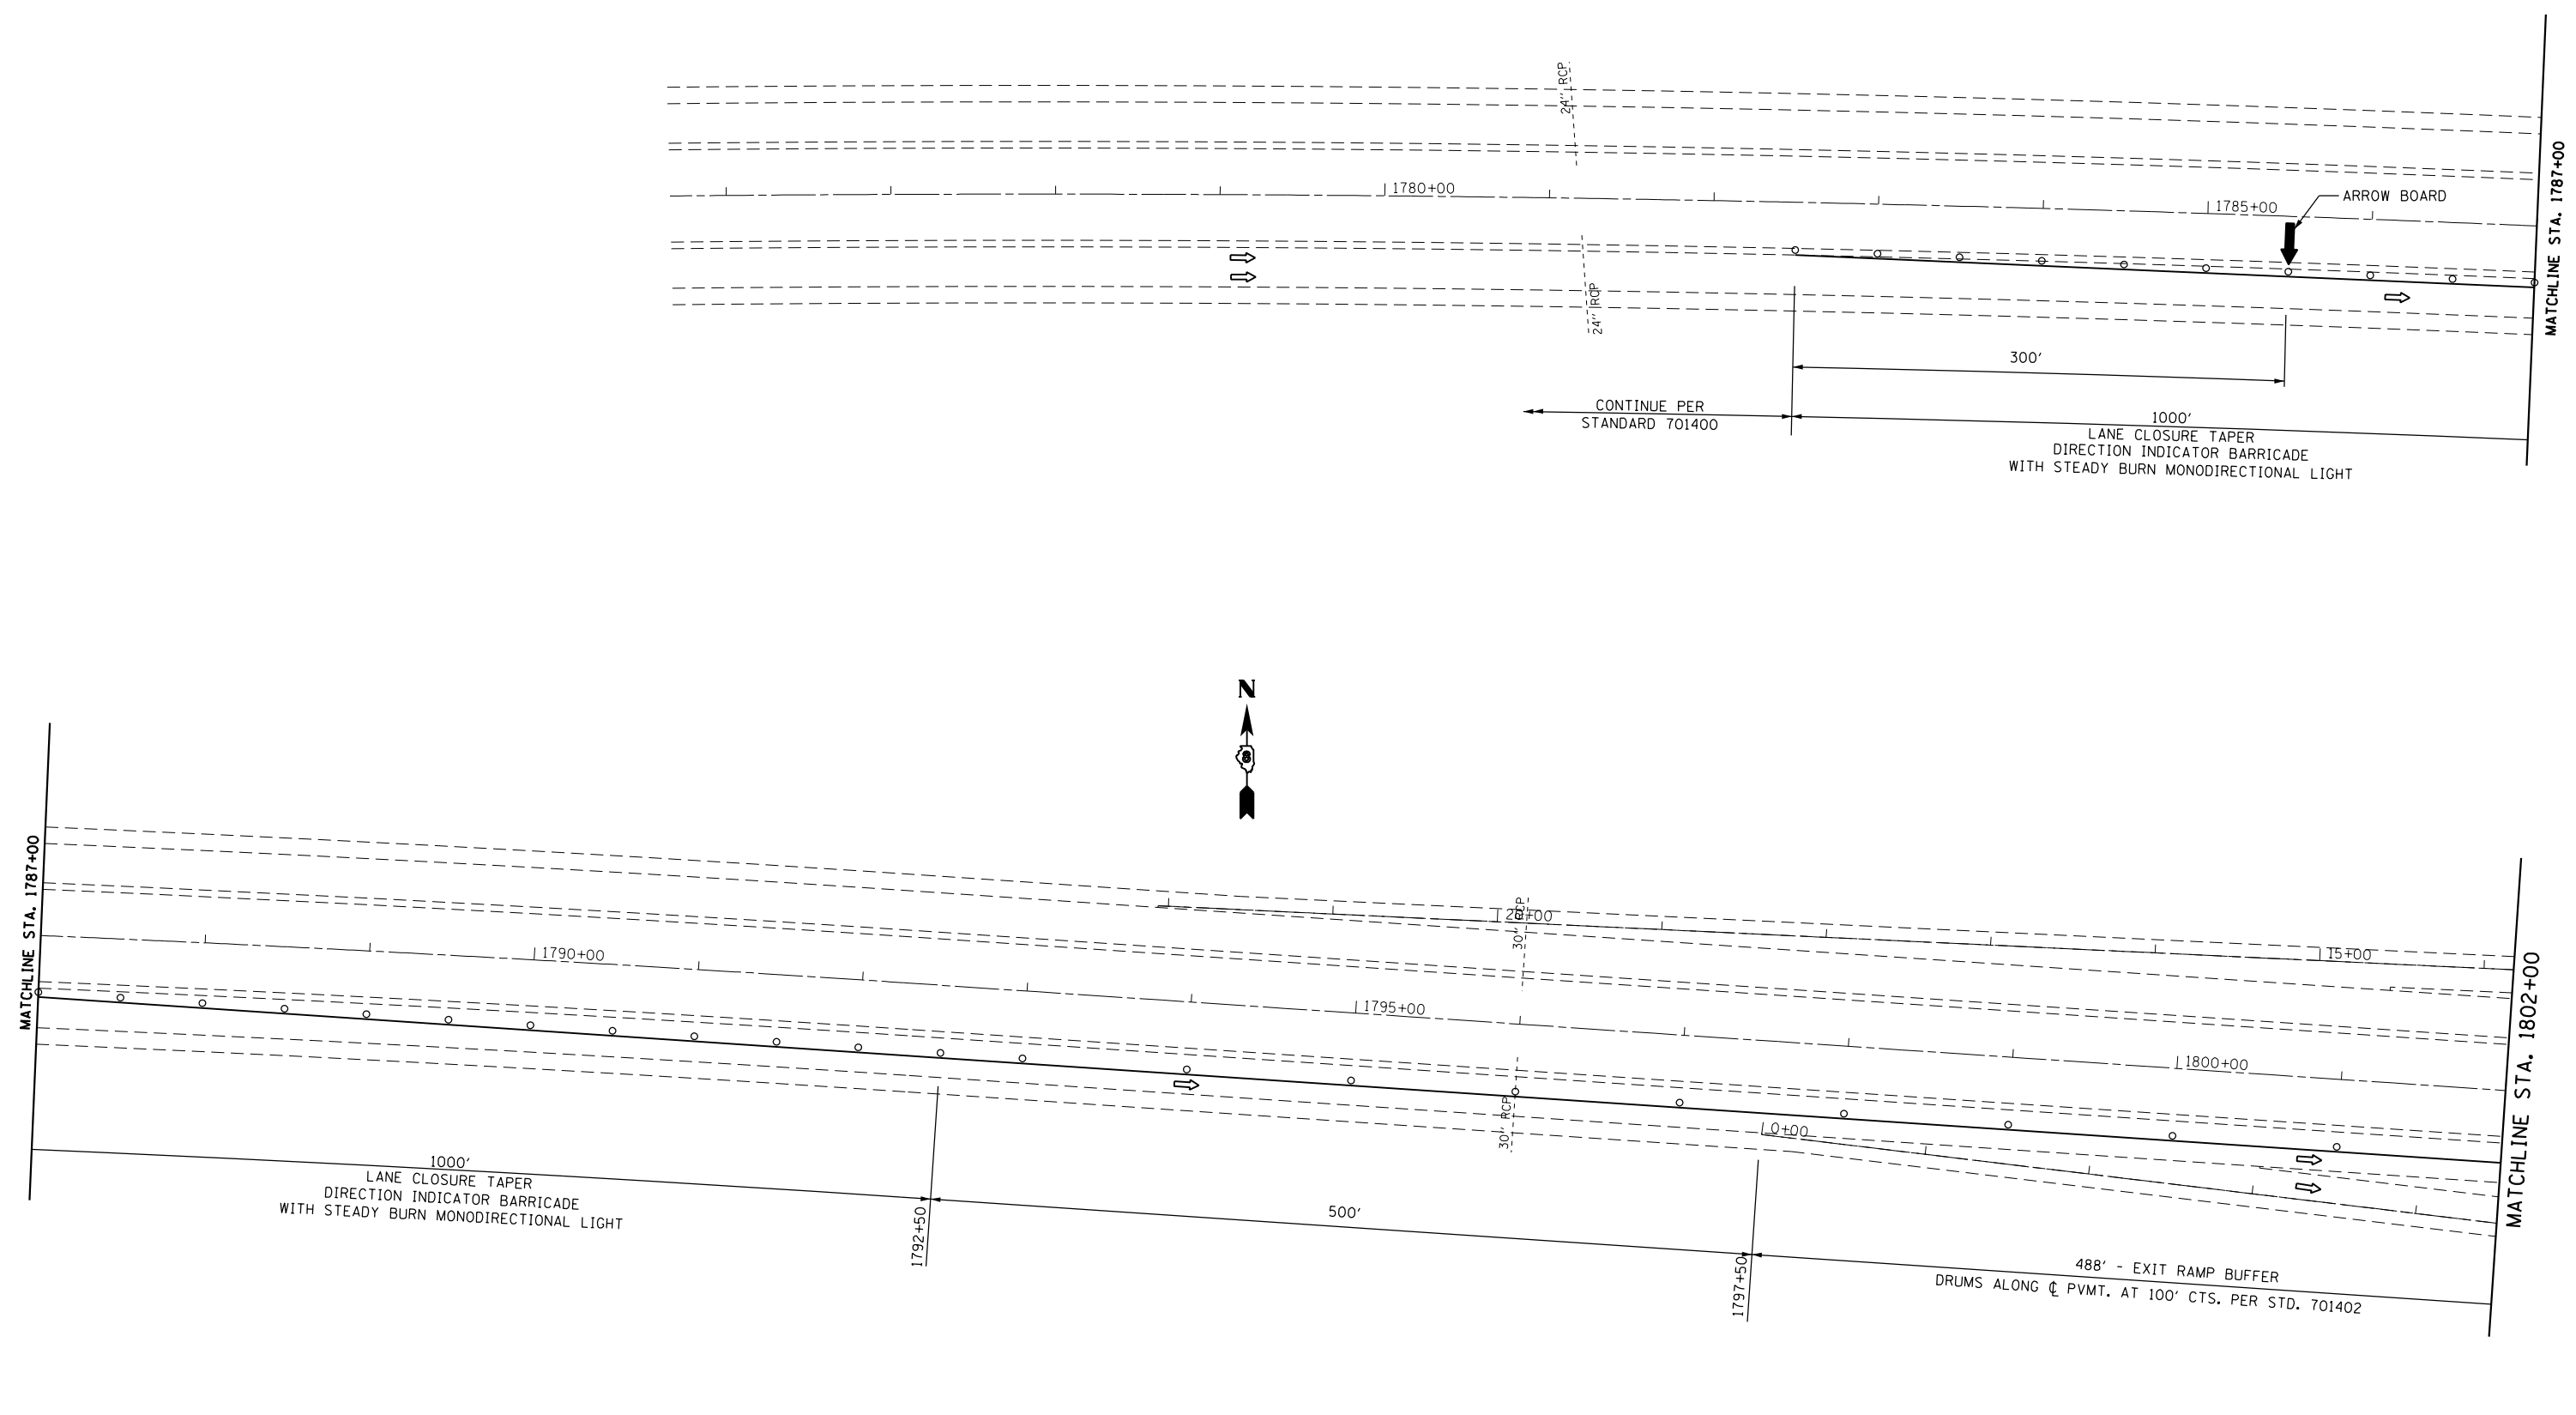 24" RCP
1780+00
1785+00
ARROW BOARD
MATCHLINE STA. 1787+00
24" RCP
300'
CONTINUE PER
STANDARD 701400
1000'
LANE CLOSURE TAPER
DIRECTION INDICATOR BARRICADE
WITH STEADY BURN MONODIRECTIONAL LIGHT
N
8
MATCHLINE STA. 1787+00
20+00
30" RCP
15+00
1790+00
1795+00
1800+00
MATCHLINE STA. 1802+00
30" RCP
0+00
1000'
LANE CLOSURE TAPER
DIRECTION INDICATOR BARRICADE
WITH STEADY BURN MONODIRECTIONAL LIGHT
1792+50
500'
1797+50
488' - EXIT RAMP BUFFER
DRUMS ALONG ℄ PVMT. AT 100' CTS. PER STD. 701402